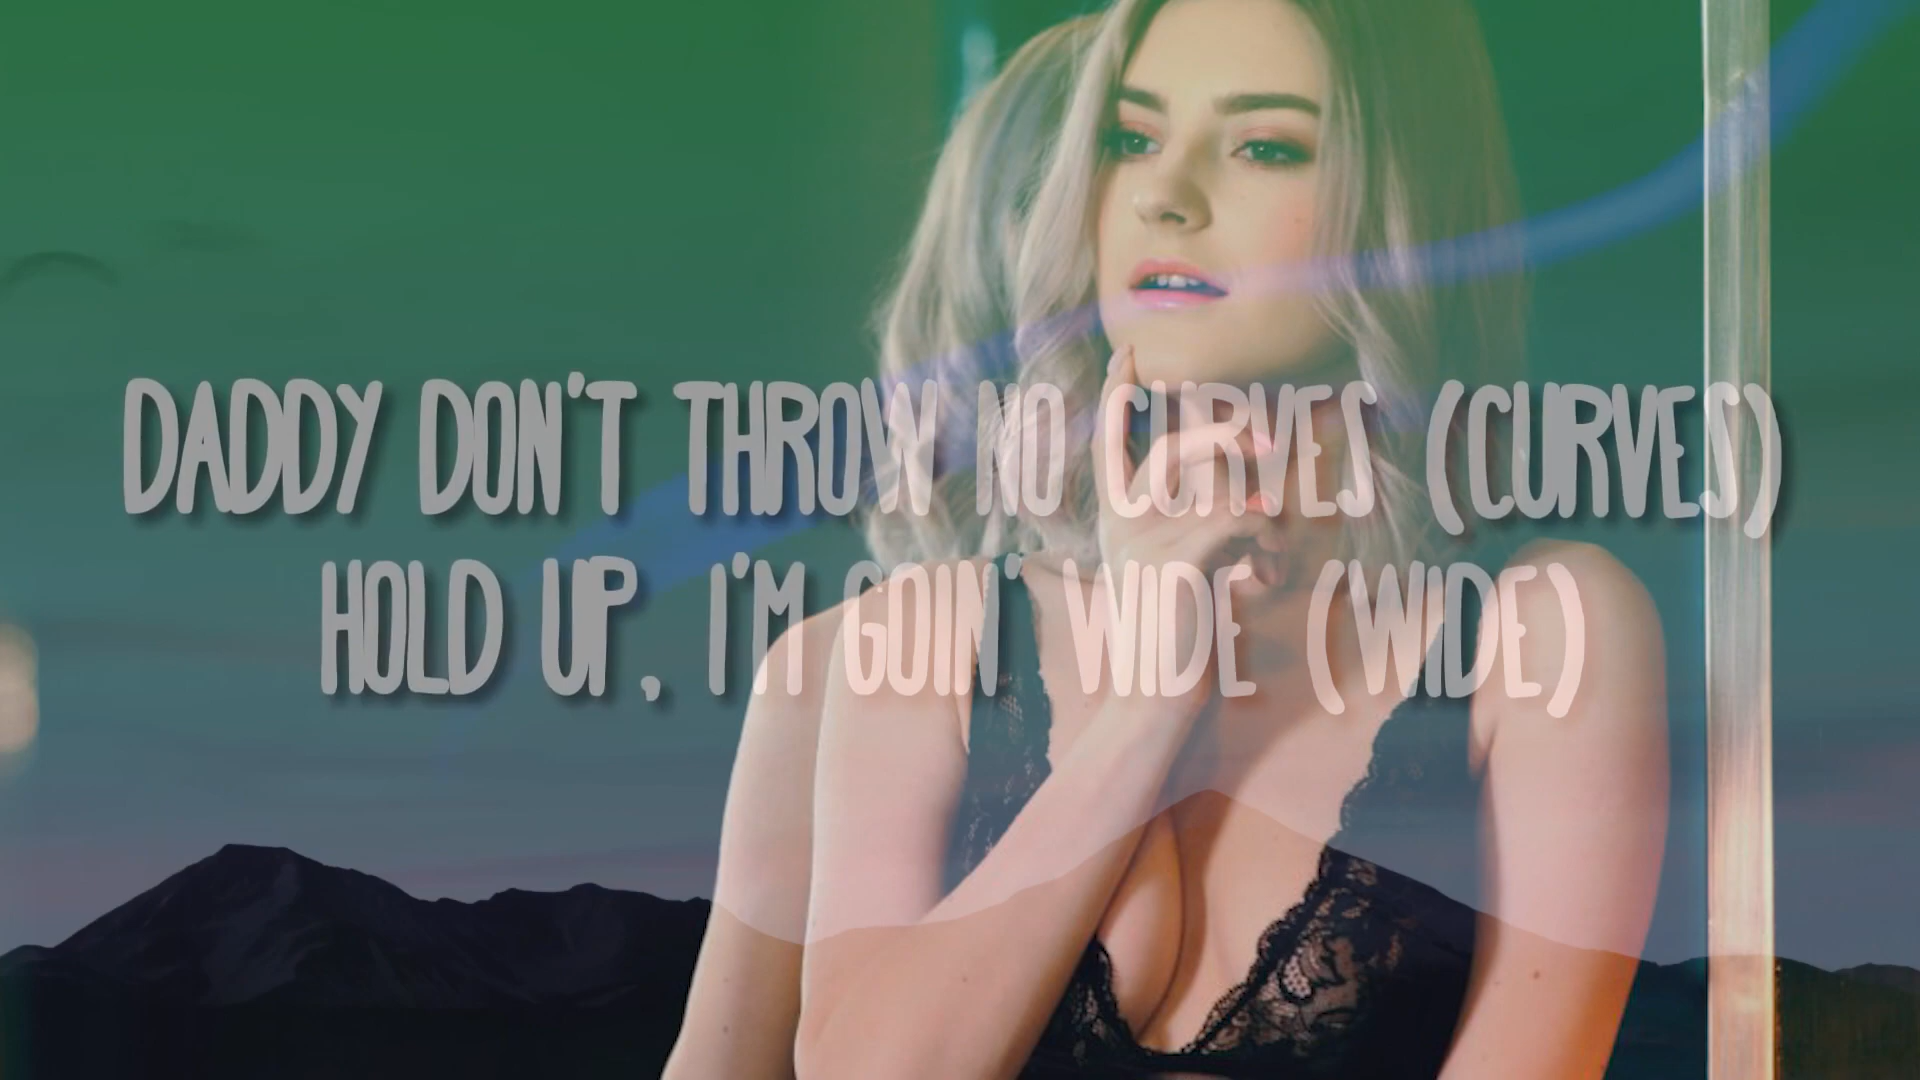 DADDY DON'T THROW NO CURVES (CURVES)
HOLD UP, I'M GOIN' WIDE (WIDE)